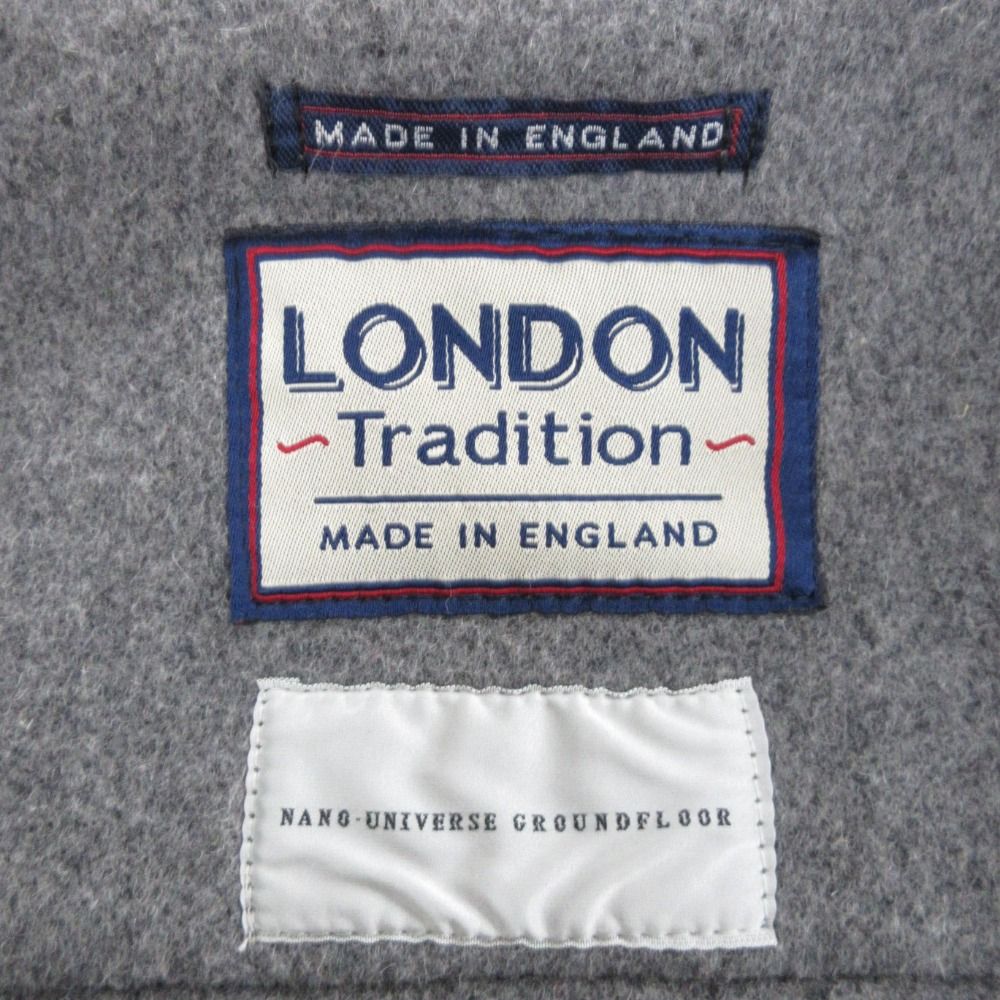 MADE IN ENGLAND
LONDON
~Tradition~
MADE IN ENGLAND
NANO-UNIVERSE GROUNDFLOOR